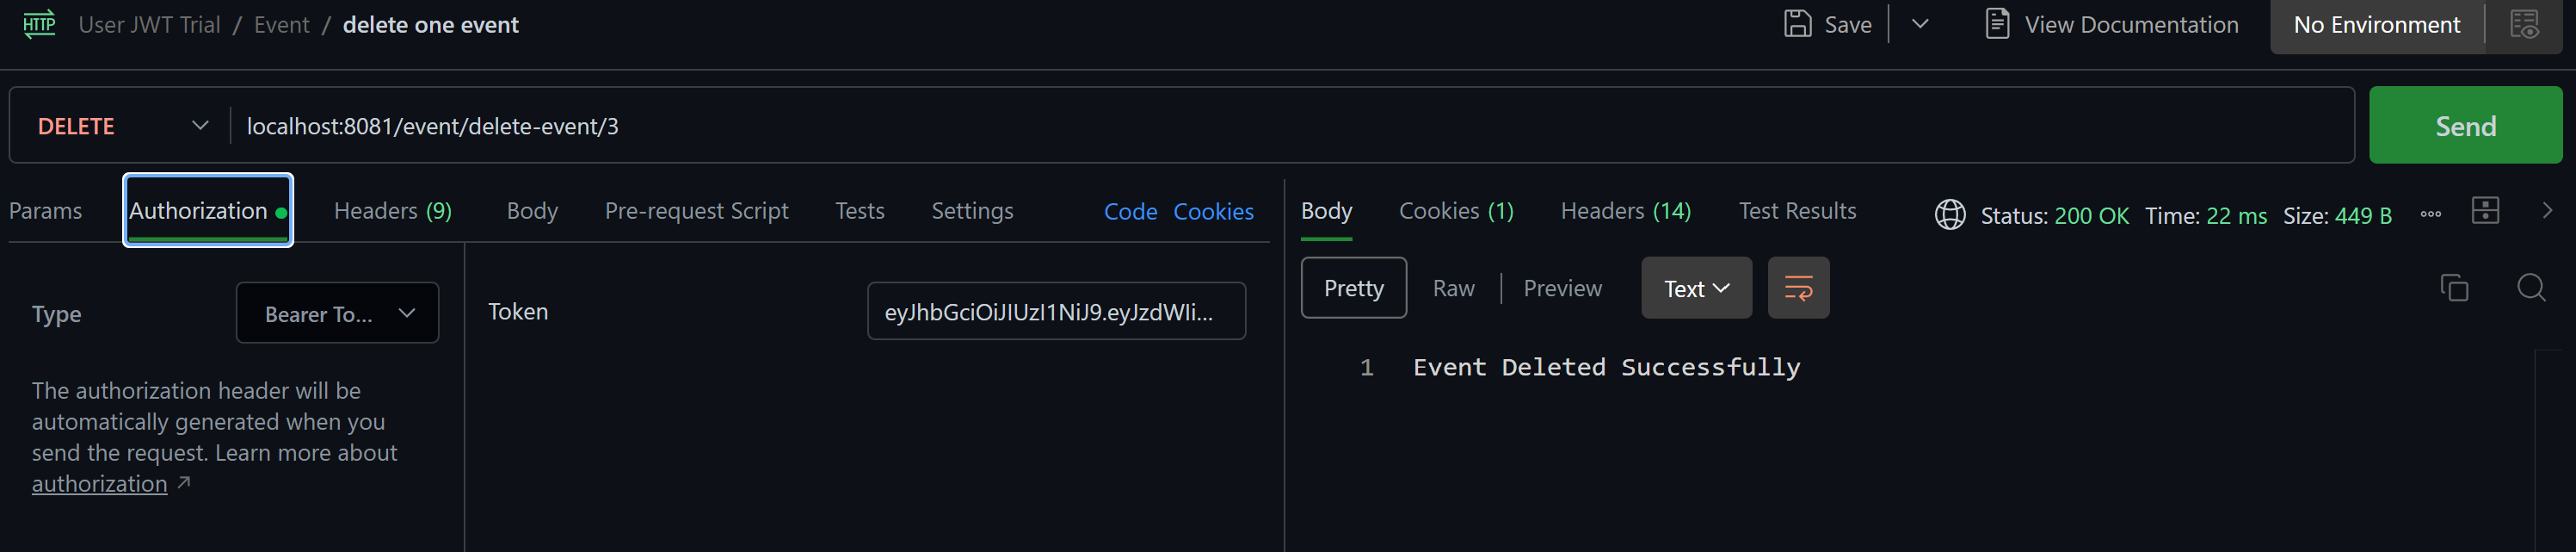 HTTP User JWT Trial / Event / delete one event Save View Documentation No Environment
DELETE localhost:8081/event/delete-event/3 Send
Params Authorization Headers (9) Body Pre-request Script Tests Settings Code Cookies
Body Cookies (1) Headers (14) Test Results Status: 200 OK Time: 22 ms Size: 449 B
Type Bearer To... Token eyJhbGciOiJIUzI1NiJ9.eyJzdWIi...
The authorization header will be
automatically generated when you
send the request. Learn more about
authorization ↗
Pretty Raw Preview Text
1 Event Deleted Successfully